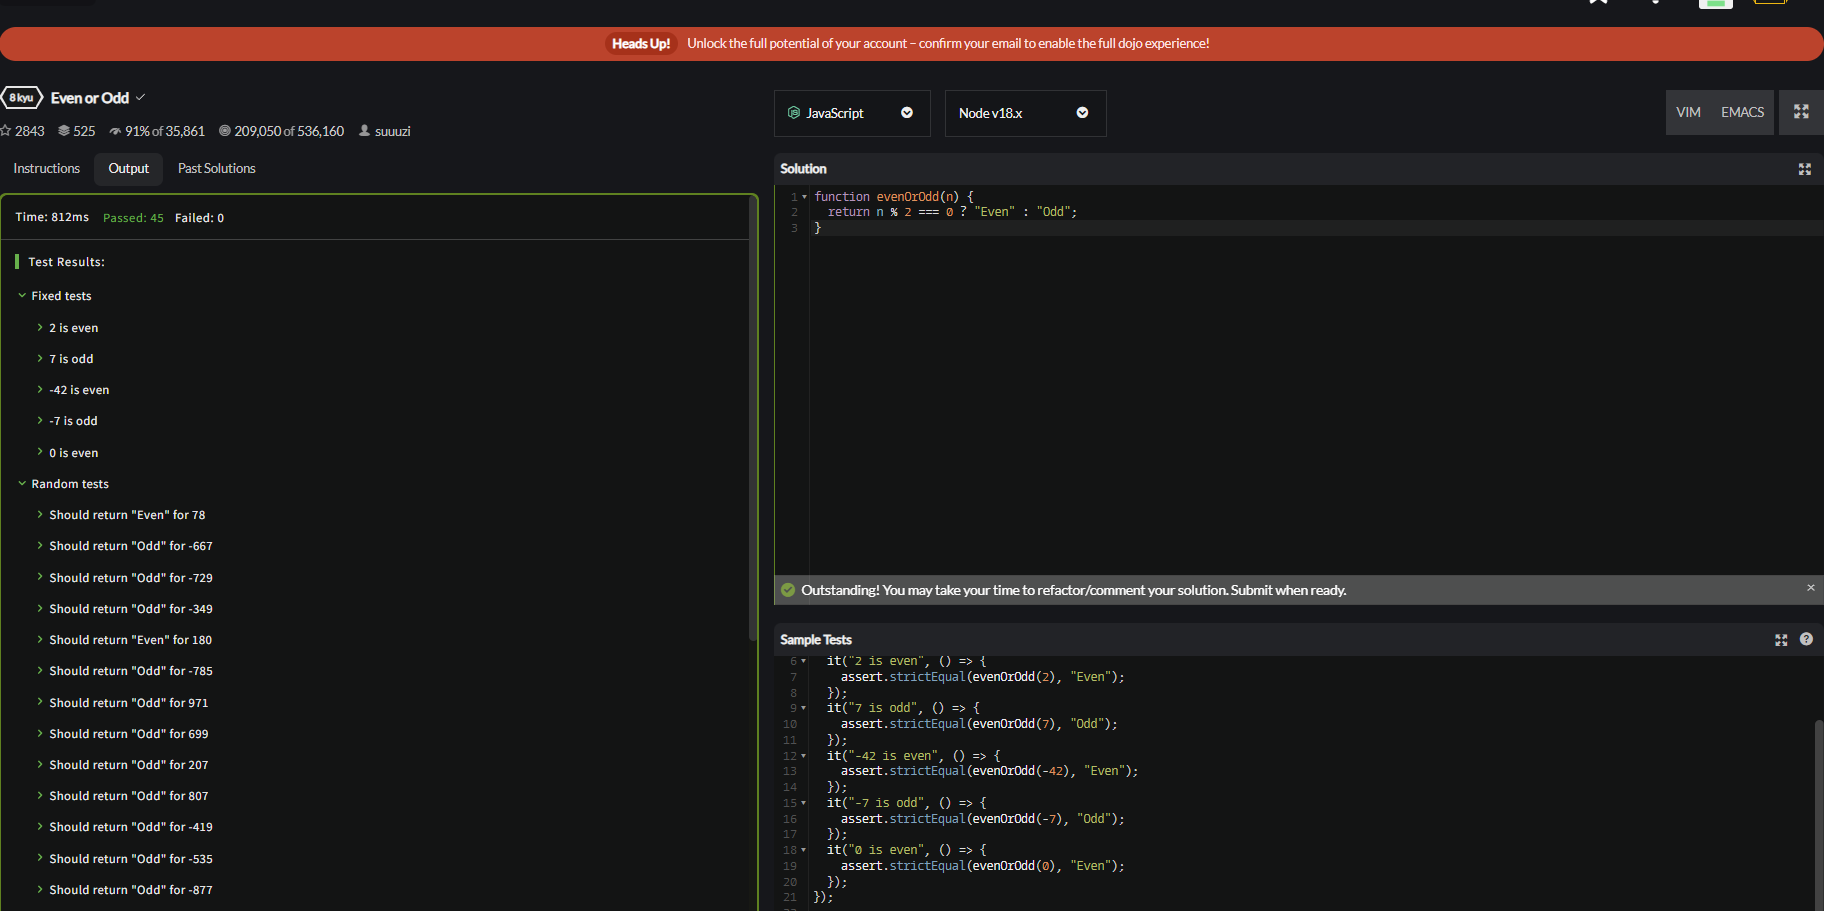 Heads Up! Unlock the full potential of your account – confirm your email to enable the full dojo experience!
8 kyu Even or Odd
2843 525 91% of 35,861 209,050 of 536,160 suuuzi
Instructions Output Past Solutions
Time: 812ms Passed: 45 Failed: 0
Test Results:
Fixed tests
2 is even
7 is odd
-42 is even
-7 is odd
0 is even
Random tests
Should return "Even" for 78
Should return "Odd" for -667
Should return "Odd" for -729
Should return "Odd" for -349
Should return "Even" for 180
Should return "Odd" for -785
Should return "Odd" for 971
Should return "Odd" for 699
Should return "Odd" for 207
Should return "Odd" for 807
Should return "Odd" for -419
Should return "Odd" for -535
Should return "Odd" for -877
JavaScript Node v18.x VIM EMACS
Solution
1 function evenOrOdd(n) {
2 return n % 2 === 0 ? "Even" : "Odd";
3 }
Outstanding! You may take your time to refactor/comment your solution. Submit when ready.
Sample Tests
6 it("2 is even", () => {
7 assert.strictEqual(evenOrOdd(2), "Even");
8 });
9 it("7 is odd", () => {
10 assert.strictEqual(evenOrOdd(7), "Odd");
11 });
12 it("-42 is even", () => {
13 assert.strictEqual(evenOrOdd(-42), "Even");
14 });
15 it("-7 is odd", () => {
16 assert.strictEqual(evenOrOdd(-7), "Odd");
17 });
18 it("0 is even", () => {
19 assert.strictEqual(evenOrOdd(0), "Even");
20 });
21 });